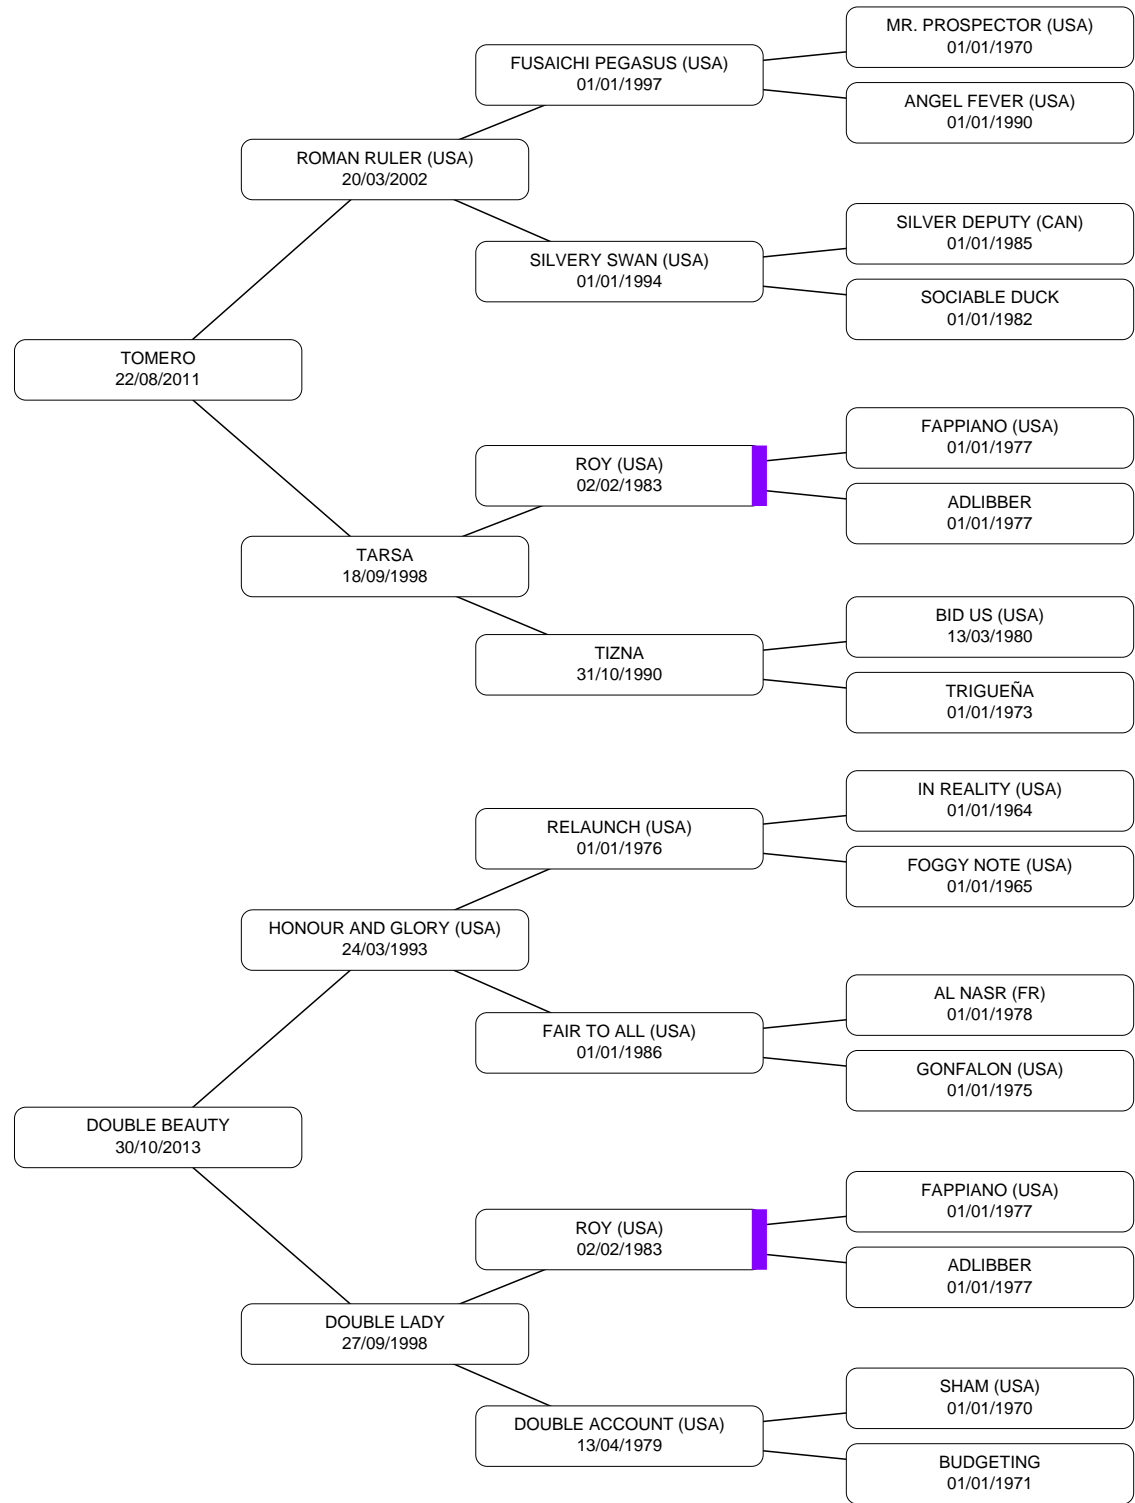 MR. PROSPECTOR (USA)
01/01/1970
FUSAICHI PEGASUS (USA)
01/01/1997
ANGEL FEVER (USA)
01/01/1990
ROMAN RULER (USA)
20/03/2002
SILVER DEPUTY (CAN)
01/01/1985
SILVERY SWAN (USA)
01/01/1994
SOCIABLE DUCK
01/01/1982
TOMERO
22/08/2011
FAPPIANO (USA)
01/01/1977
ROY (USA)
02/02/1983
ADLIBBER
01/01/1977
TARSA
18/09/1998
BID US (USA)
13/03/1980
TIZNA
31/10/1990
TRIGUEÑA
01/01/1973
IN REALITY (USA)
01/01/1964
RELAUNCH (USA)
01/01/1976
FOGGY NOTE (USA)
01/01/1965
HONOUR AND GLORY (USA)
24/03/1993
AL NASR (FR)
01/01/1978
FAIR TO ALL (USA)
01/01/1986
GONFALON (USA)
01/01/1975
DOUBLE BEAUTY
30/10/2013
FAPPIANO (USA)
01/01/1977
ROY (USA)
02/02/1983
ADLIBBER
01/01/1977
DOUBLE LADY
27/09/1998
SHAM (USA)
01/01/1970
DOUBLE ACCOUNT (USA)
13/04/1979
BUDGETING
01/01/1971